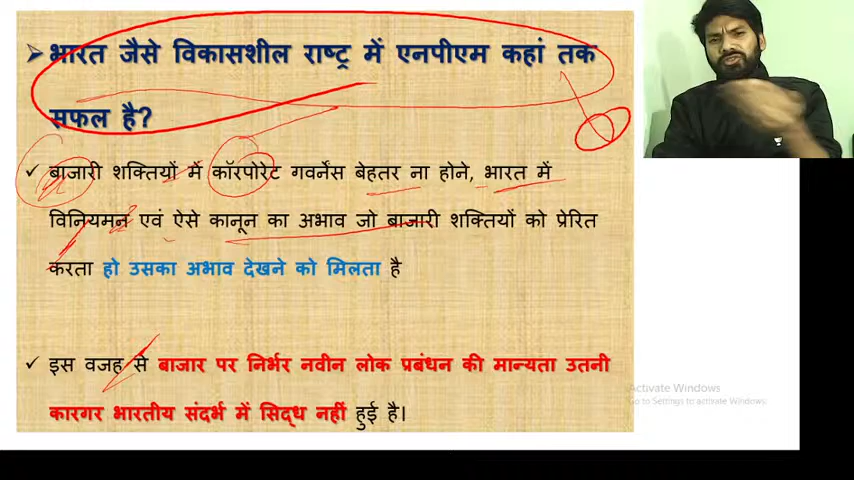 भारत जैसे विकासशील राष्ट्र में एनपीएम कहां तक
सफल है?
बाजारी शक्तियों में कॉरपोरेट गवर्नेंस बेहतर ना होने, भारत में
विनियमन एवं ऐसे कानून का अभाव जो बाजारी शक्तियों को प्रेरित
करता हो उसका अभाव देखने को मिलता है
इस वजह से बाजार पर निर्भर नवीन लोक प्रबंधन की मान्यता उतनी
कारगर भारतीय संदर्भ में सिद्ध नहीं हुई है।
Activate Windows
Go to Settings to activate Windows.